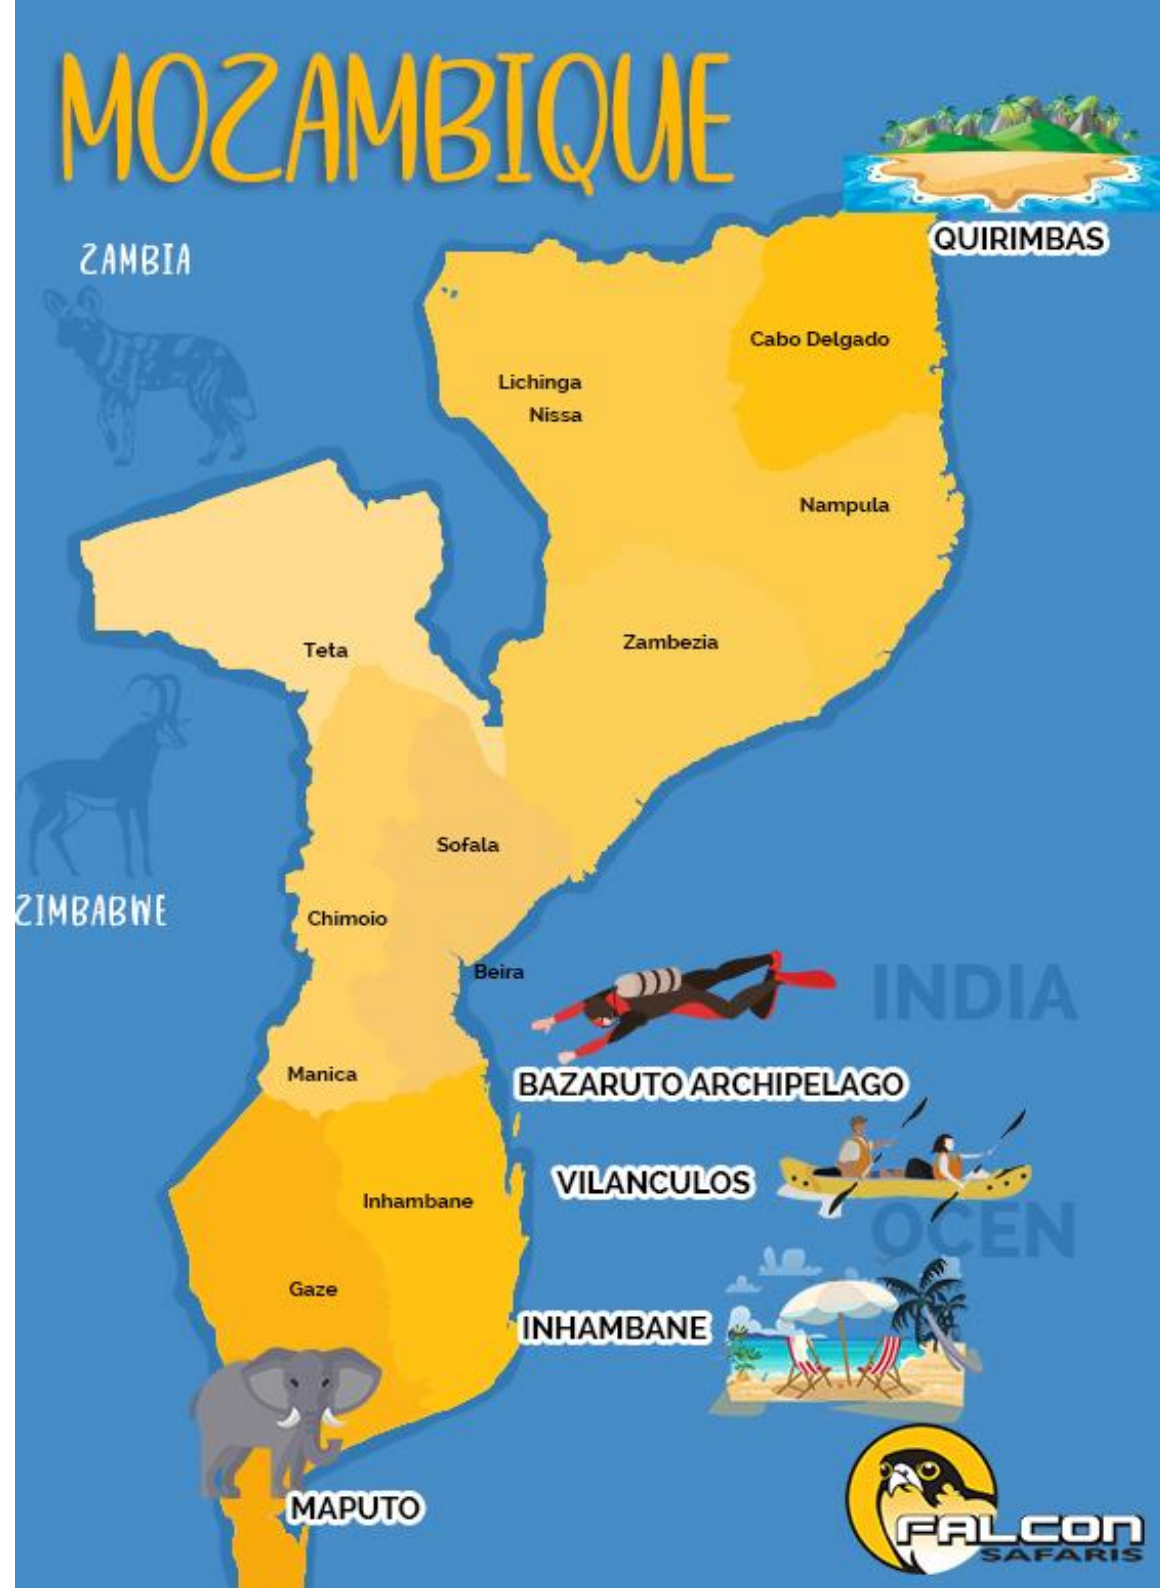 MOZAMBIQUE
QUIRIMBAS
ZAMBIA
Cabo Delgado
Lichinga
Nissa
Nampula
Zambezia
Teta
Sofala
ZIMBABWE
Chimoio
Beira
INDIA
Manica
BAZARUTO ARCHIPELAGO
VILANCULOS
Inhambane
OCEN
Gaze
INHAMBANE
MAPUTO
FALCON
SAFARIS